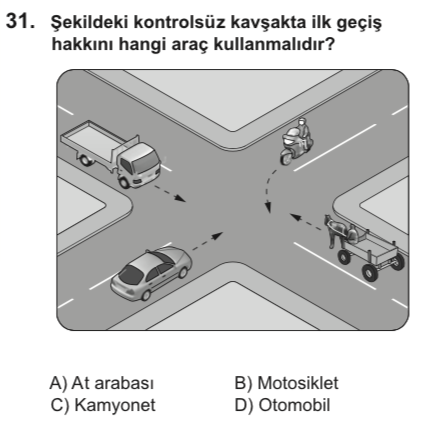 31. Şekildeki kontrolsüz kavşakta ilk geçiş
hakkını hangi araç kullanmalıdır?
A) At arabası
B) Motosiklet
C) Kamyonet
D) Otomobil